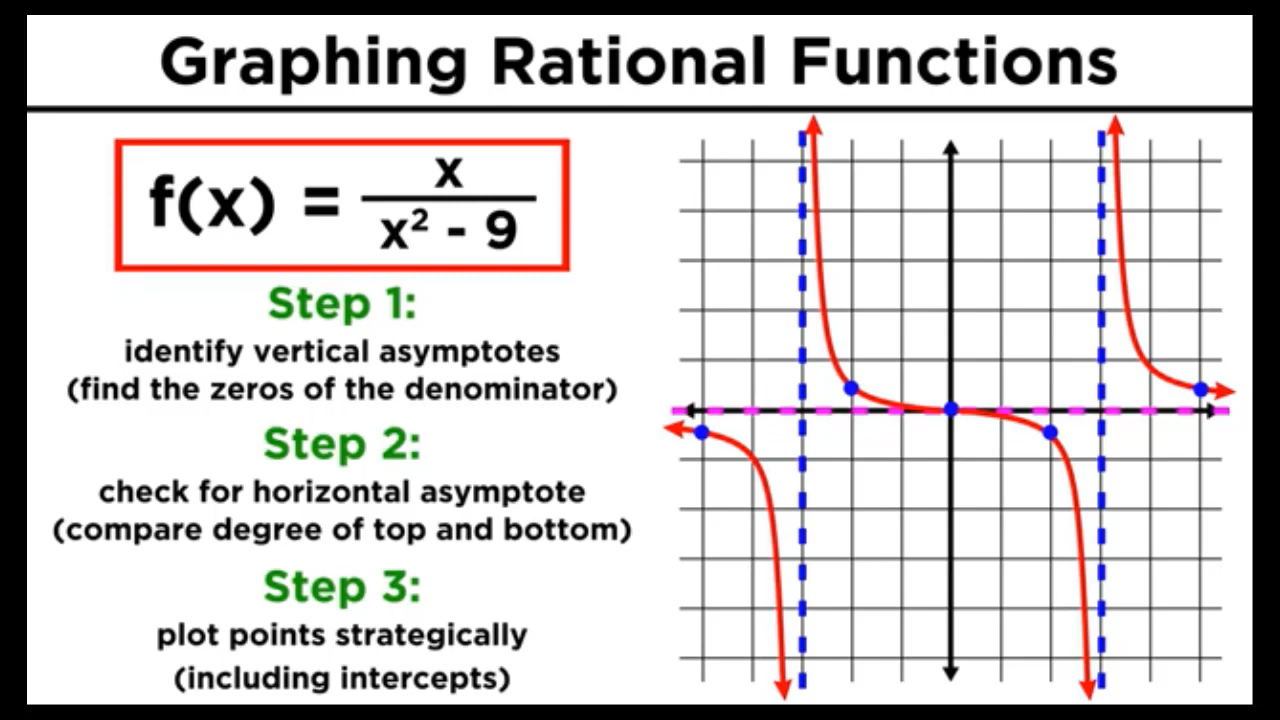 Graphing Rational Functions
f(x) = x
x² - 9
Step 1:
identify vertical asymptotes
(find the zeros of the denominator)
Step 2:
check for horizontal asymptote
(compare degree of top and bottom)
Step 3:
plot points strategically
(including intercepts)